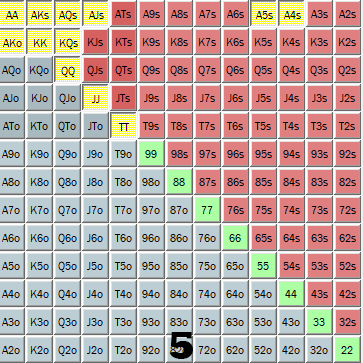 AA AKs AQs AJs ATs A9s A8s A7s A6s A5s A4s A3s A2s
AKo KK KQs KJs KTs K9s K8s K7s K6s K5s K4s K3s K2s
AQo KQo QQ QJs QTs Q9s Q8s Q7s Q6s Q5s Q4s Q3s Q2s
AJo KJo QJo JJ JTs J9s J8s J7s J6s J5s J4s J3s J2s
ATo KTo QTo JTo TT T9s T8s T7s T6s T5s T4s T3s T2s
A9o K9o Q9o J9o T9o 99 98s 97s 96s 95s 94s 93s 92s
A8o K8o Q8o J8o T8o 98o 88 87s 86s 85s 84s 83s 82s
A7o K7o Q7o J7o T7o 97o 87o 77 76s 75s 74s 73s 72s
A6o K6o Q6o J6o T6o 96o 86o 76o 66 65s 64s 63s 62s
A5o K5o Q5o J5o T5o 95o 85o 75o 65o 55 54s 53s 52s
A4o K4o Q4o J4o T4o 94o 84o 74o 64o 54o 44 43s 42s
A3o K3o Q3o J3o T3o 93o 83o 73o 63o 53o 43o 33 32s
A2o K2o Q2o J2o T2o 92o 5 72o 62o 52o 42o 32o 22